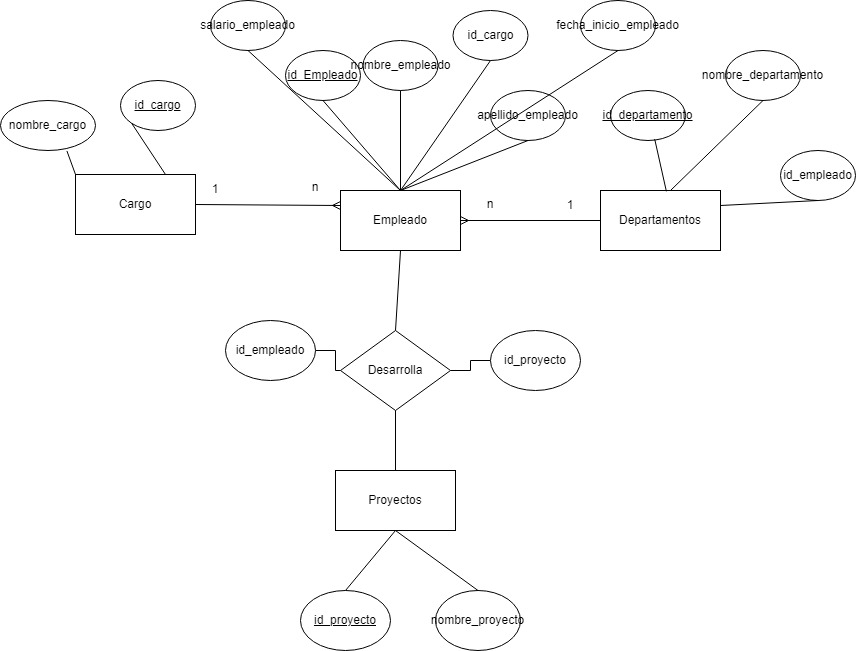 salario_empleado
fecha_inicio_empleado
id_cargo
nombre_empleado
id_Empleado
nombre_departamento
id_cargo
nombre_cargo
apellido_empleado
id_departamento
id_empleado
1
n
n
1
Cargo
Empleado
Departamentos
id_empleado
Desarrolla
id_proyecto
Proyectos
id_proyecto
nombre_proyecto